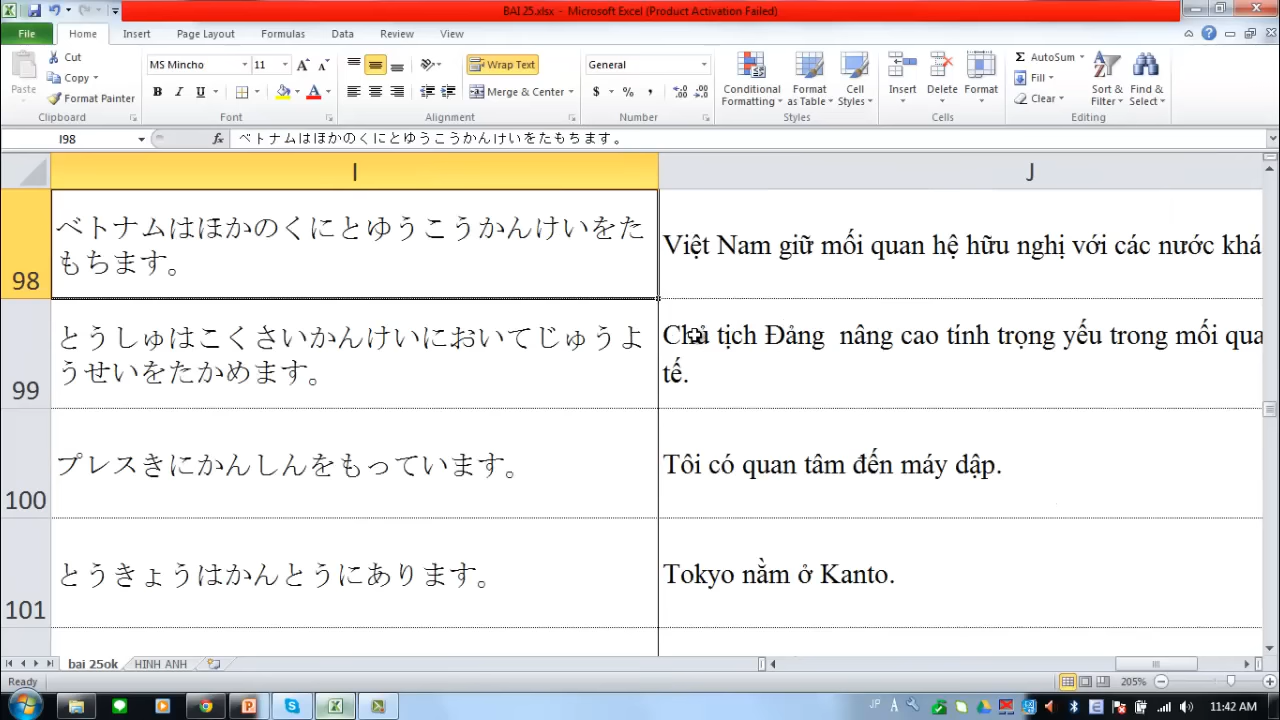 BAI 25.xlsx - Microsoft Excel (Product Activation Failed)
File Home Insert Page Layout Formulas Data Review View
Cut
Copy
Format Painter
Paste
Clipboard
MS Mincho 11
B I U
Font
Wrap Text
Merge & Center
Alignment
General
$ % ,
Number
Conditional Formatting
Format as Table
Cell Styles
Styles
Insert Delete Format
Cells
AutoSum
Fill
Clear
Sort & Filter
Find & Select
Editing
I98 fx ベトナムはほかのくにとゆうこうかんけいをたもちます。
I J
98
ベトナムはほかのくにとゆうこうかんけいをた
もちます。
Việt Nam giữ mối quan hệ hữu nghị với các nước khá
99
とうしゅはこくさいかんけいにおいてじゅうよ
うせいをたかめます。
Chủ tịch Đảng nâng cao tính trọng yếu trong mối qua
tế.
100
プレスきにかんしんをもっています。
Tôi có quan tâm đến máy dập.
101
とうきょうはかんとうにあります。
Tokyo nằm ở Kanto.
bai 25ok HINH ANH
Ready 205%
JP 11:42 AM